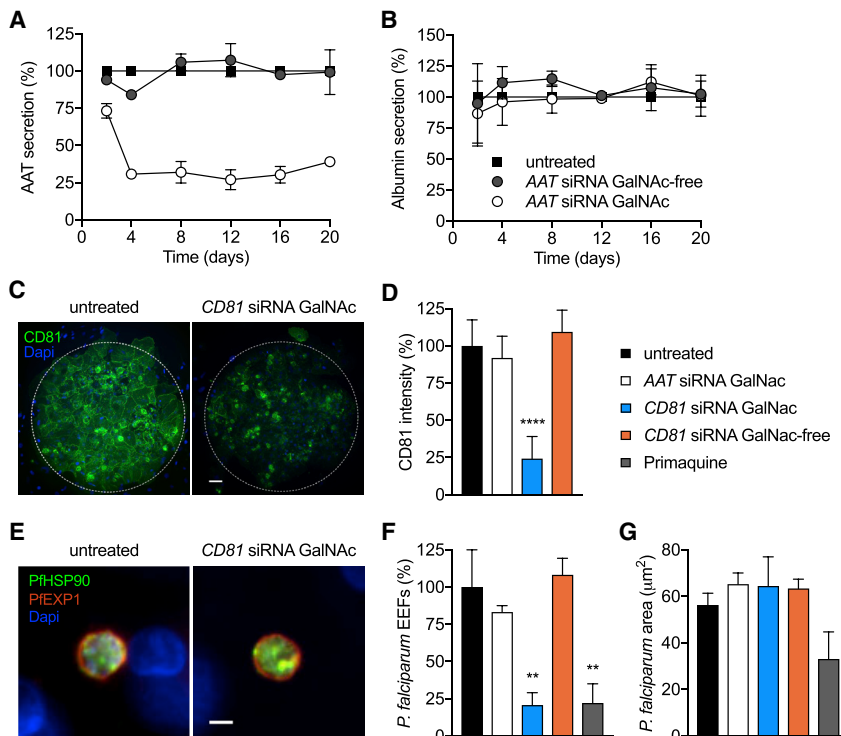 A
AAT secretion (%)
125
100
75
50
25
0
0 4 8 12 16 20
Time (days)
B
Albumin secretion (%)
150
125
100
75
50
25
0
0 4 8 12 16 20
Time (days)
untreated
AAT siRNA GalNAc-free
AAT siRNA GalNAc
C
untreated
CD81 siRNA GalNAc
CD81
Dapi
D
CD81 intensity (%)
125
100
75
50
25
0
****
untreated
AAT siRNA GalNac
CD81 siRNA GalNac
CD81 siRNA GalNac-free
Primaquine
E
untreated
CD81 siRNA GalNAc
PfHSP90
PfEXP1
Dapi
F
P. falciparum EEFs (%)
125
100
75
50
25
0
**
**
G
P. falciparum area (μm²)
80
60
40
20
0